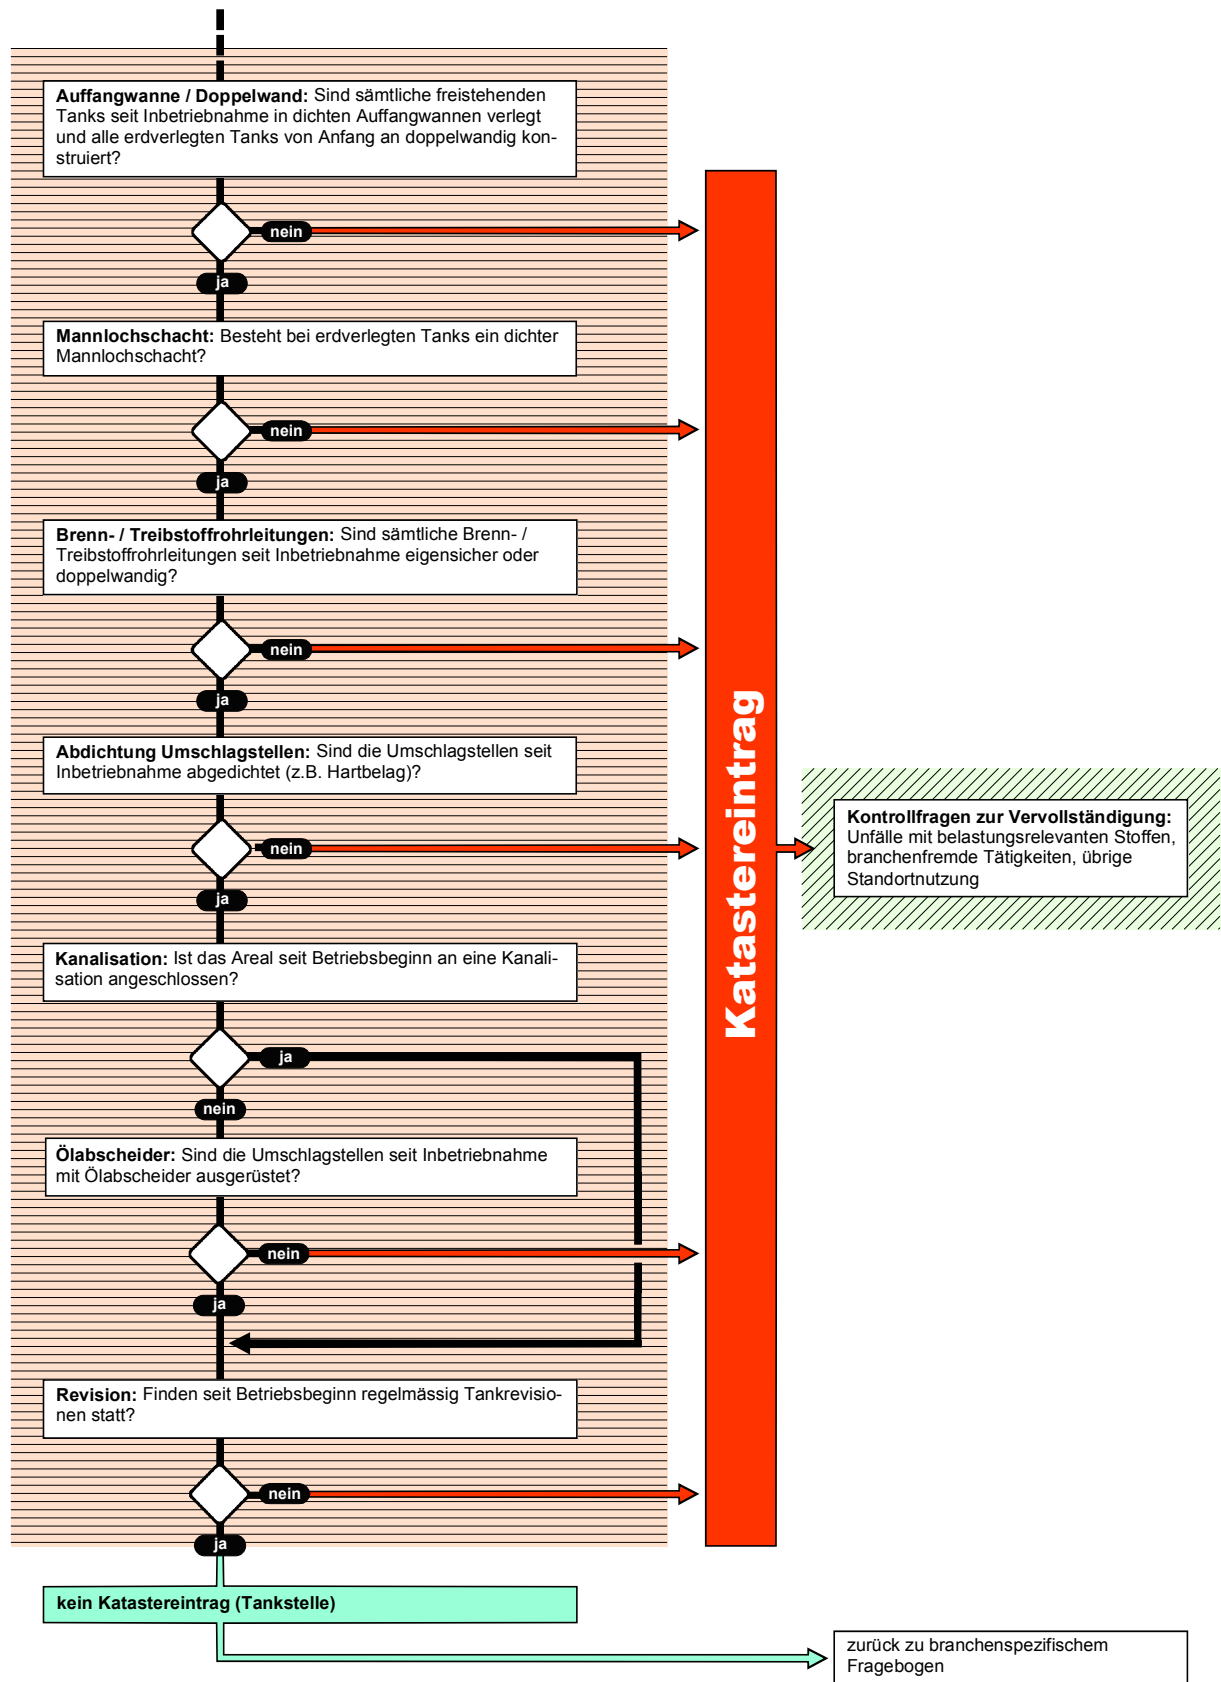 Auffangwanne / Doppelwand: Sind sämtliche freistehenden
Tanks seit Inbetriebnahme in dichten Auffangwannen verlegt
und alle erdverlegten Tanks von Anfang an doppelwandig kon-
struiert?
nein
ja
Mannlochschacht: Besteht bei erdverlegten Tanks ein dichter
Mannlochschacht?
nein
ja
Brenn- / Treibstoffrohrleitungen: Sind sämtliche Brenn- /
Treibstoffrohrleitungen seit Inbetriebnahme eigensicher oder
doppelwandig?
nein
ja
Abdichtung Umschlagstellen: Sind die Umschlagstellen seit
Inbetriebnahme abgedichtet (z.B. Hartbelag)?
nein
ja
Kanalisation: Ist das Areal seit Betriebsbeginn an eine Kanali-
sation angeschlossen?
ja
nein
Ölabscheider: Sind die Umschlagstellen seit Inbetriebnahme
mit Ölabscheider ausgerüstet?
nein
ja
Revision: Finden seit Betriebsbeginn regelmässig Tankrevisio-
nen statt?
nein
ja
Katastereintrag
Kontrollfragen zur Vervollständigung:
Unfälle mit belastungsrelevanten Stoffen,
branchenfremde Tätigkeiten, übrige
Standortnutzung
kein Katastereintrag (Tankstelle)
zurück zu branchenspezifischem
Fragebogen